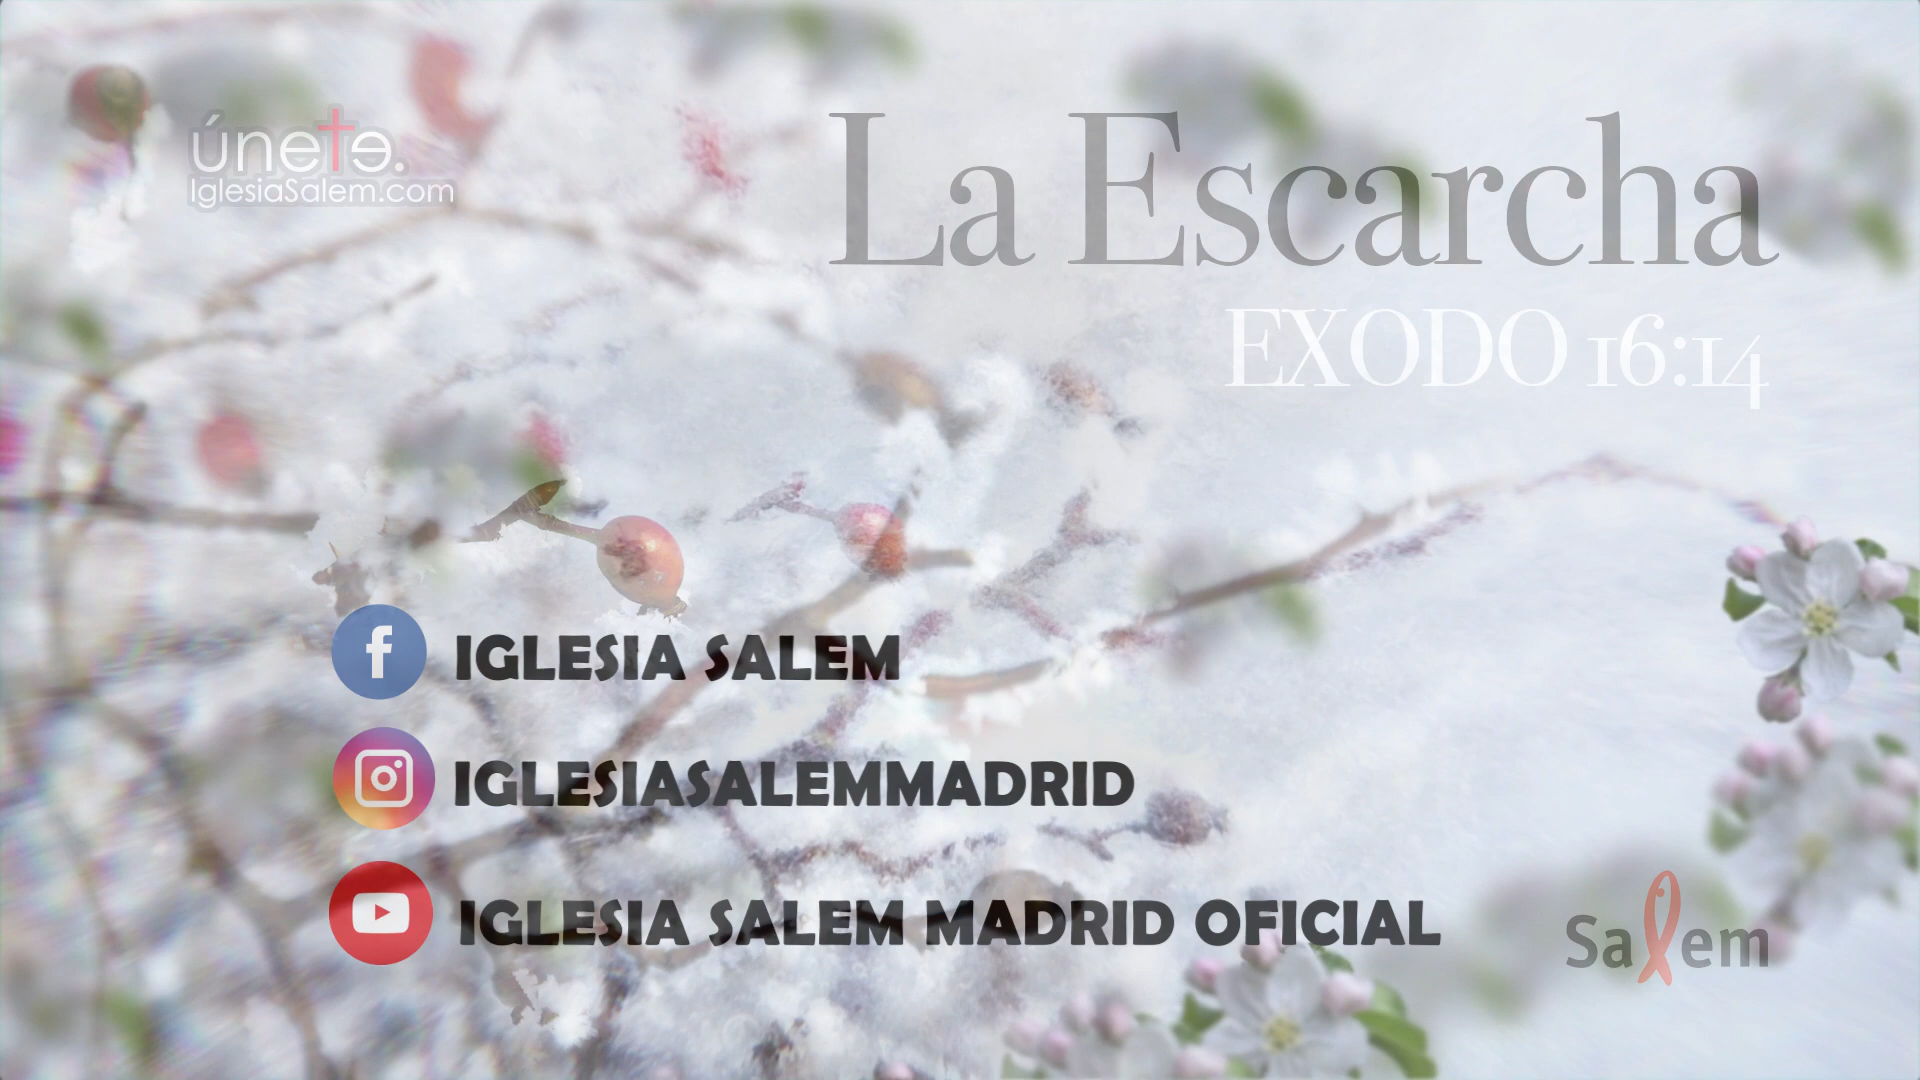 únete.
IglesiaSalem.com
La Escarcha
EXODO 16:14
IGLESIA SALEM
IGLESIASALEMMADRID
IGLESIA SALEM MADRID OFICIAL
Salem